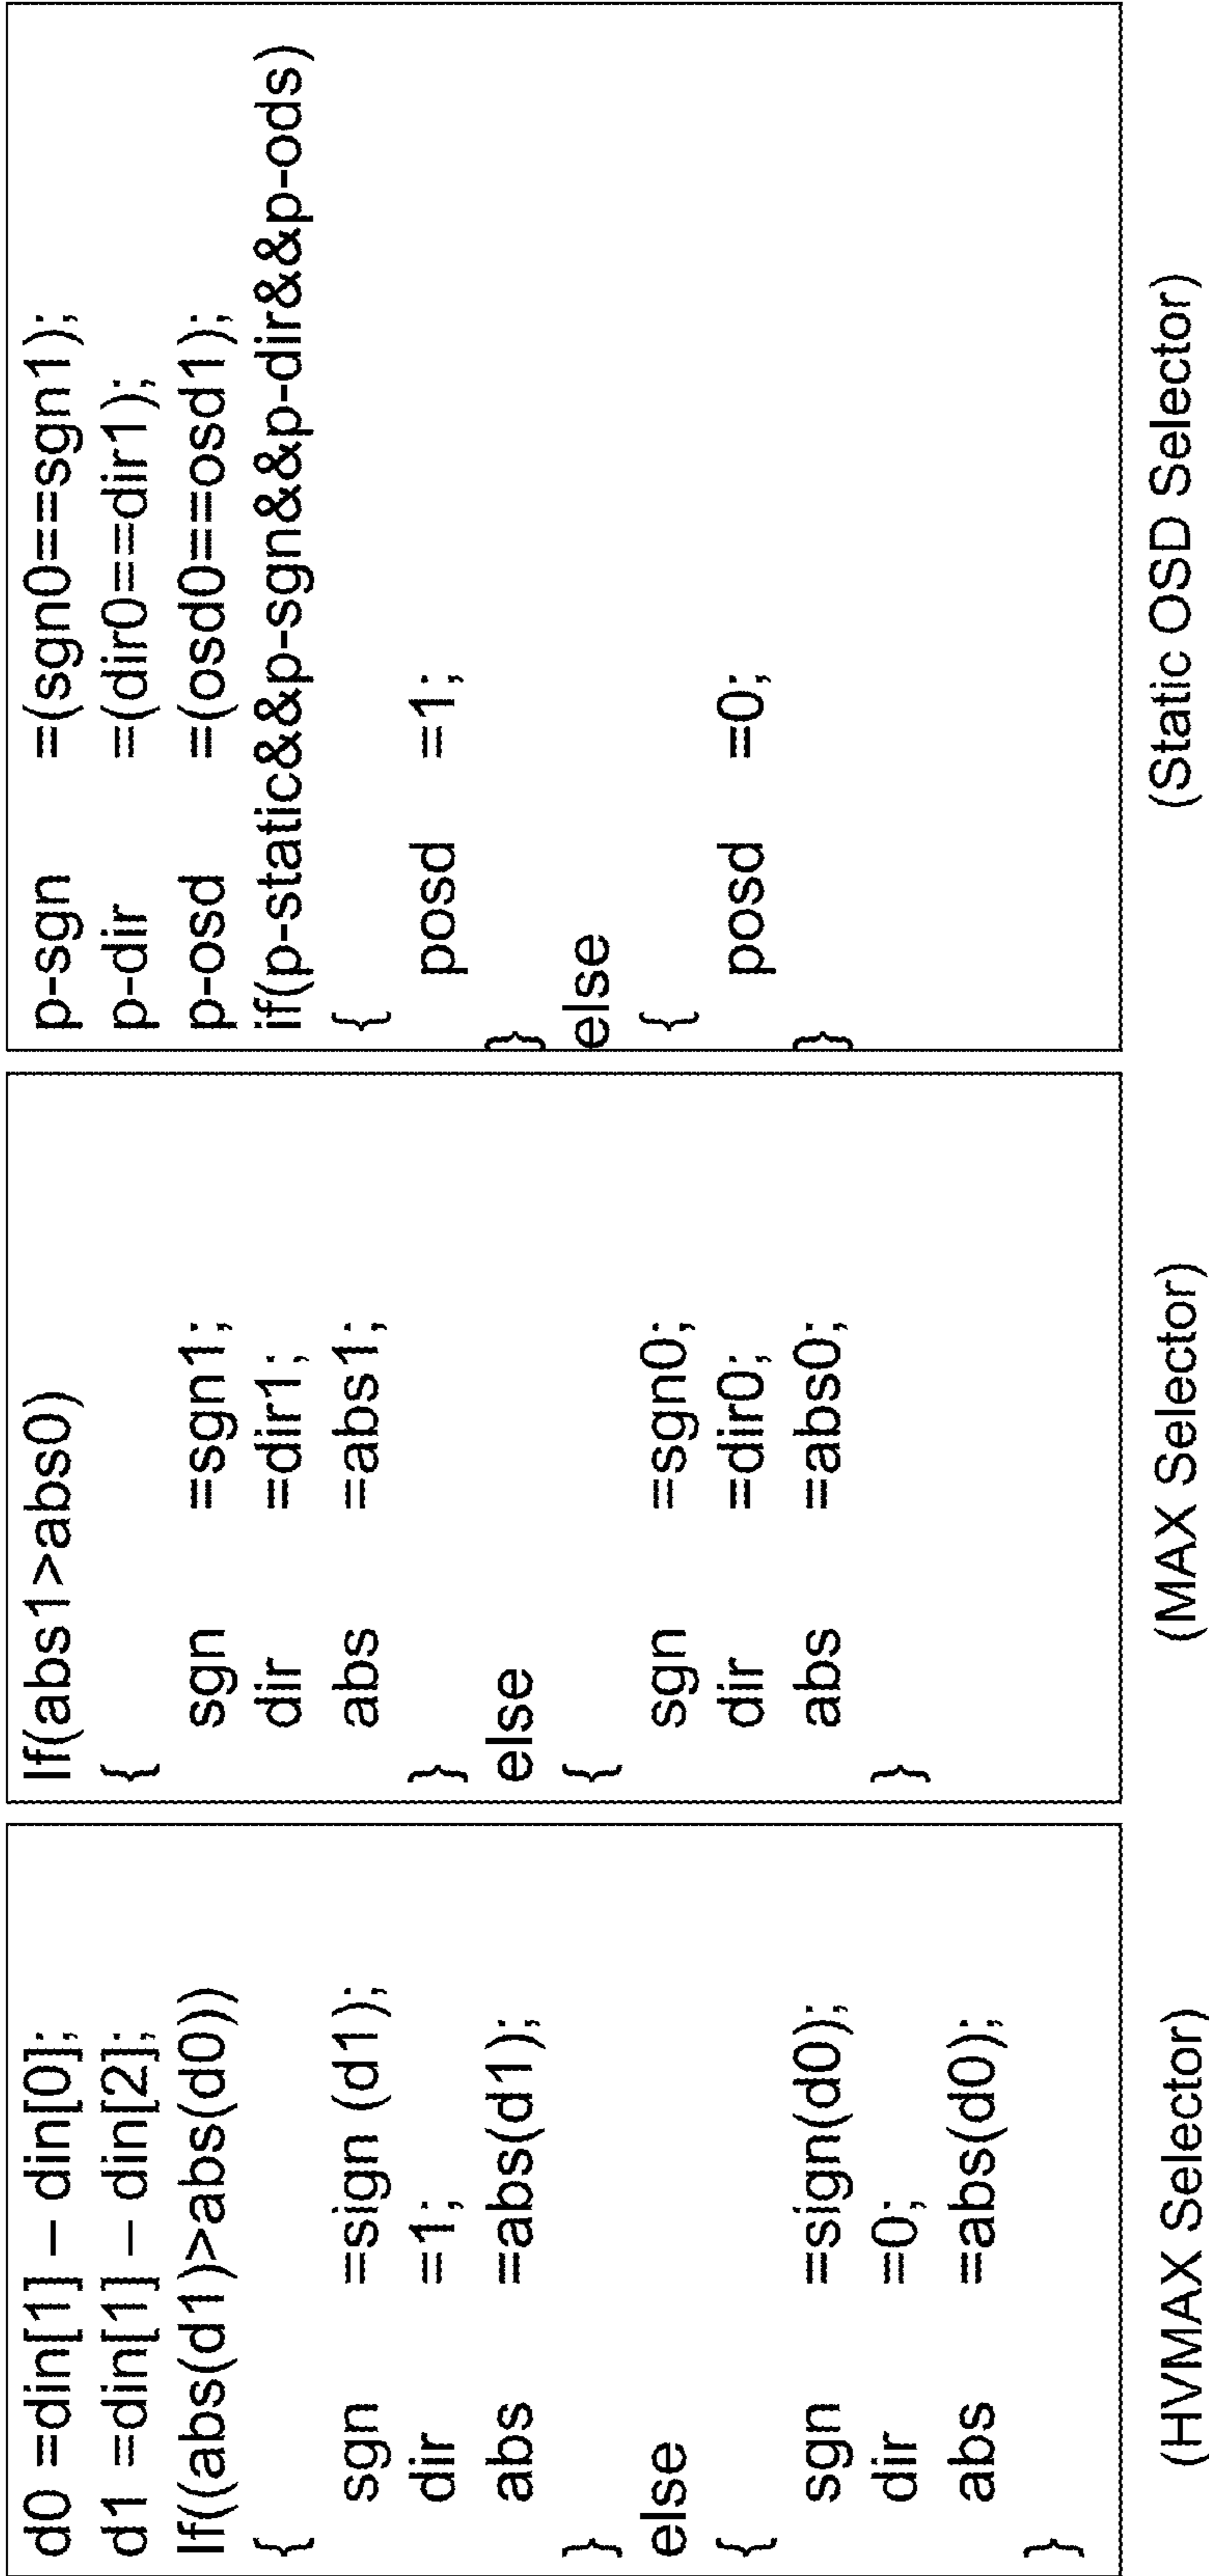 d0 =din[1] – din[0];
d1 =din[1] – din[2];
If((abs(d1)>abs(d0))
{
sgn =sign (d1);
dir =1;
abs =abs(d1);
}
else
{
sgn =sign(d0);
dir =0;
abs =abs(d0);
}
(HVMAX Selector)
If(abs1>abs0)
{
sgn =sgn1;
dir =dir1;
abs =abs1;
}
else
{
sgn =sgn0;
dir =dir0;
abs =abs0;
}
(MAX Selector)
p-sgn =(sgn0==sgn1);
p-dir =(dir0==dir1);
p-osd =(osd0==osd1);
if(p-static&&p-sgn&&p-dir&&p-ods)
{
posd =1;
}
else
{
posd =0;
}
(Static OSD Selector)